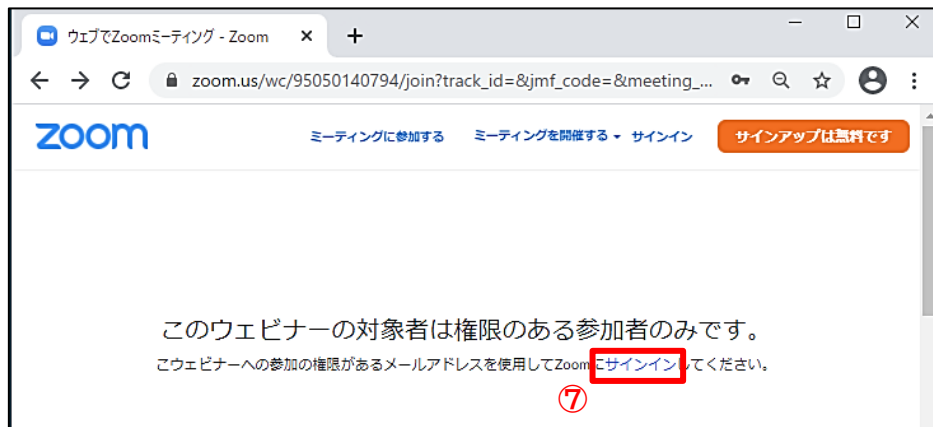 ウェブでZoomミーティング - Zoom
zoom.us/wc/95050140794/join?track_id=&jmf_code=&meeting_...
zoom ミーティングに参加する ミーティングを開催する サインイン サインアップは無料です
このウェビナーの対象者は権限のある参加者のみです。
こウェビナーへの参加の権限があるメールアドレスを使用してZoomにサインインしてください。
⑦